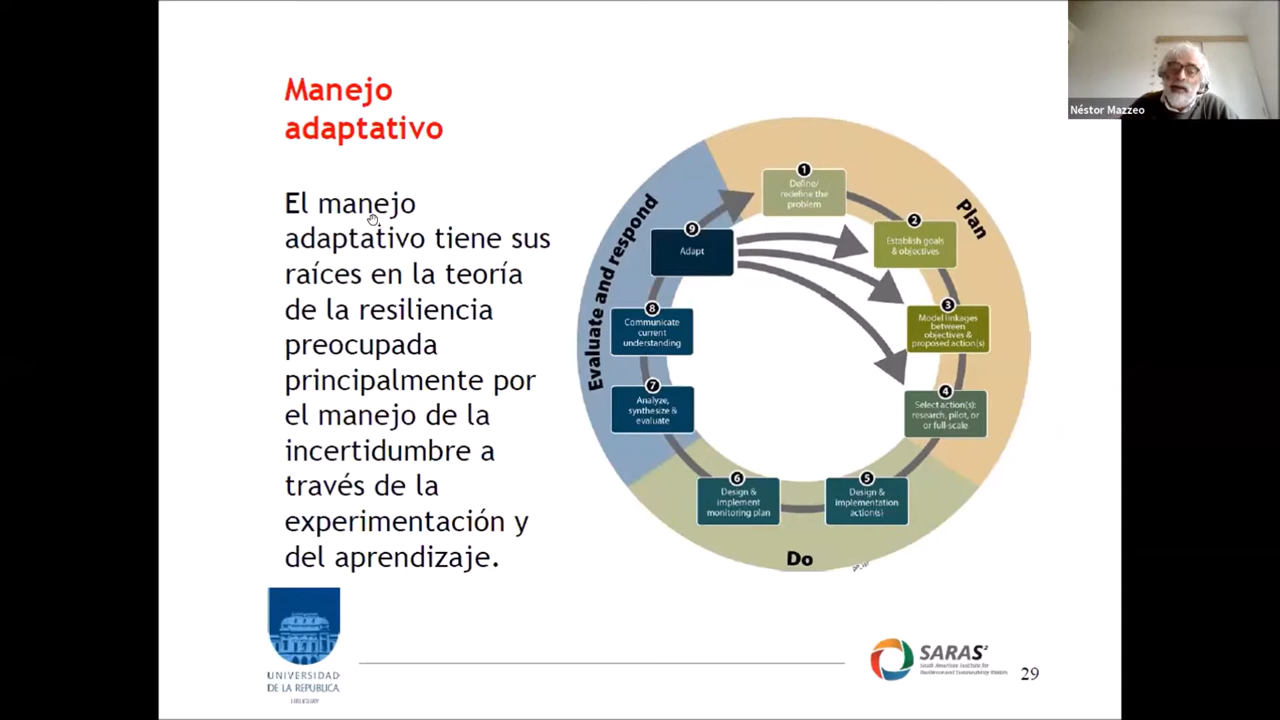 Manejo
adaptativo
El manejo
adaptativo tiene sus
raíces en la teoría
de la resiliencia
preocupada
principalmente por
el manejo de la
incertidumbre a
través de la
experimentación y
del aprendizaje.
Néstor Mazzeo
Plan
1
Define/
redefine the
problem
2
Establish goals
& objectives
3
Model linkages
between
objectives &
proposed action(s)
4
Select action(s):
research, pilot, or
or full-scale
5
Design &
implementation
action(s)
Do
6
Design &
implement
monitoring plan
Evaluate and respond
7
Analyze,
synthesize &
evaluate
8
Communicate
current
understanding
9
Adapt
UNIVERSIDAD
DE LA REPUBLICA
URUGUAY
SARAS²
South American Institute for
Resilience and Sustainability Studies
29